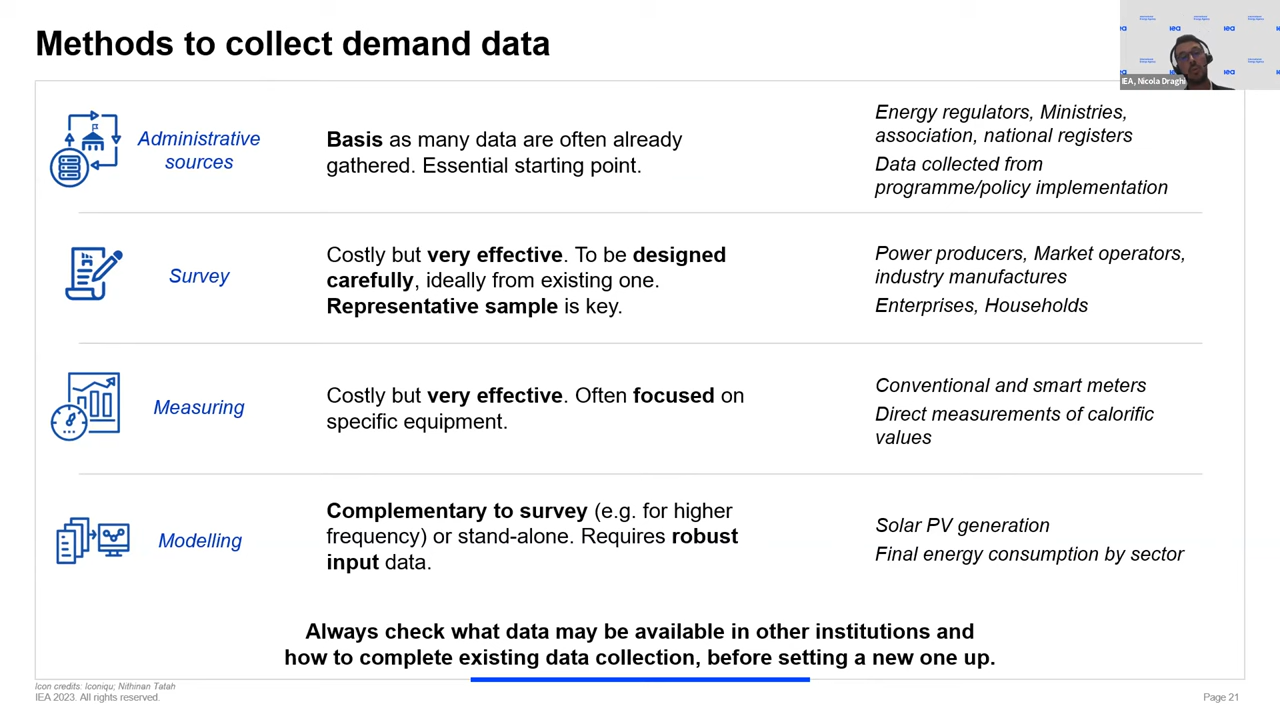 Methods to collect demand data
iea
iea
iea
iea
iea
IEA, Nicola Draghi
Administrative
sources
Basis as many data are often already
gathered. Essential starting point.
Energy regulators, Ministries,
association, national registers
Data collected from
programme/policy implementation
Survey
Costly but very effective. To be designed
carefully, ideally from existing one.
Representative sample is key.
Power producers, Market operators,
industry manufactures
Enterprises, Households
Measuring
Costly but very effective. Often focused on
specific equipment.
Conventional and smart meters
Direct measurements of calorific
values
Modelling
Complementary to survey (e.g. for higher
frequency) or stand-alone. Requires robust
input data.
Solar PV generation
Final energy consumption by sector
Always check what data may be available in other institutions and
how to complete existing data collection, before setting a new one up.
Icon credits: Iconiqu; Nithinan Tatah
IEA 2023. All rights reserved.
Page 21